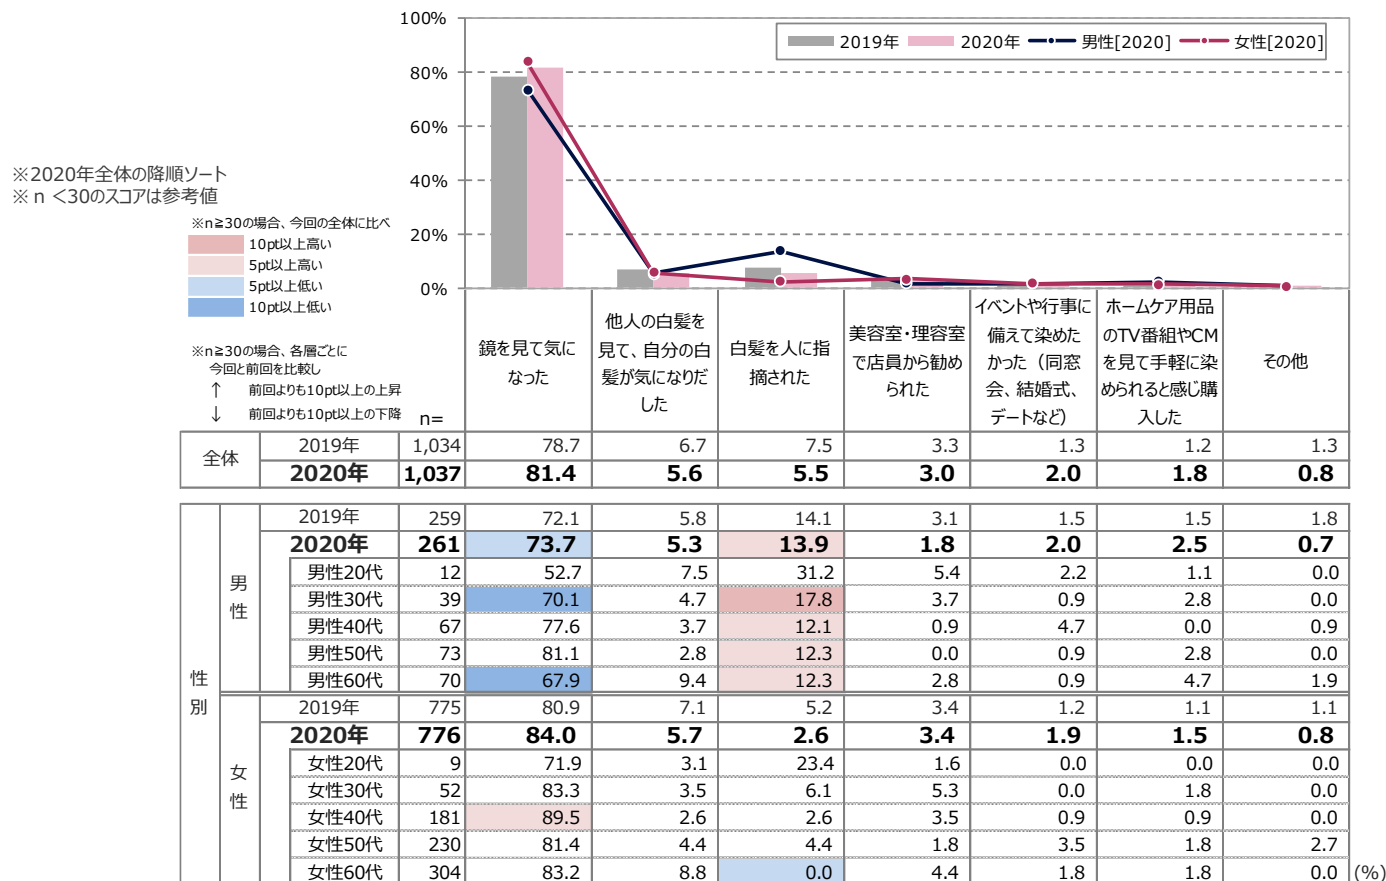 100%
80%
60%
40%
20%
0%
2019年 2020年 男性[2020] 女性[2020]
※2020年全体の降順ソート
※ n <30のスコアは参考値
※n≧30の場合、今回の全体に比べ
10pt以上高い
5pt以上高い
5pt以上低い
10pt以上低い
※n≧30の場合、各層ごとに
今回と前回を比較し
↑ 前回よりも10pt以上の上昇
↓ 前回よりも10pt以上の下降
n=
鏡を見て気に
なった
他人の白髪を
見て、自分の白
髪が気になりだ
した
白髪を人に指
摘された
美容室・理容室
で店員から勧め
られた
イベントや行事に
備えて染めた
かった（同窓
会、結婚式、
デートなど）
ホームケア用品
のTV番組やCM
を見て手軽に染
められると感じ購
入した
その他
全体
2019年 1,034 78.7 6.7 7.5 3.3 1.3 1.2 1.3
2020年 1,037 81.4 5.6 5.5 3.0 2.0 1.8 0.8
性別
男性
2019年 259 72.1 5.8 14.1 3.1 1.5 1.5 1.8
2020年 261 73.7 5.3 13.9 1.8 2.0 2.5 0.7
男性20代 12 52.7 7.5 31.2 5.4 2.2 1.1 0.0
男性30代 39 70.1 4.7 17.8 3.7 0.9 2.8 0.0
男性40代 67 77.6 3.7 12.1 0.9 4.7 0.0 0.9
男性50代 73 81.1 2.8 12.3 0.0 0.9 2.8 0.0
男性60代 70 67.9 9.4 12.3 2.8 0.9 4.7 1.9
女性
2019年 775 80.9 7.1 5.2 3.4 1.2 1.1 1.1
2020年 776 84.0 5.7 2.6 3.4 1.9 1.5 0.8
女性20代 9 71.9 3.1 23.4 1.6 0.0 0.0 0.0
女性30代 52 83.3 3.5 6.1 5.3 0.0 1.8 0.0
女性40代 181 89.5 2.6 2.6 3.5 0.9 0.9 0.0
女性50代 230 81.4 4.4 4.4 1.8 3.5 1.8 2.7
女性60代 304 83.2 8.8 0.0 4.4 1.8 1.8 0.0 (%)